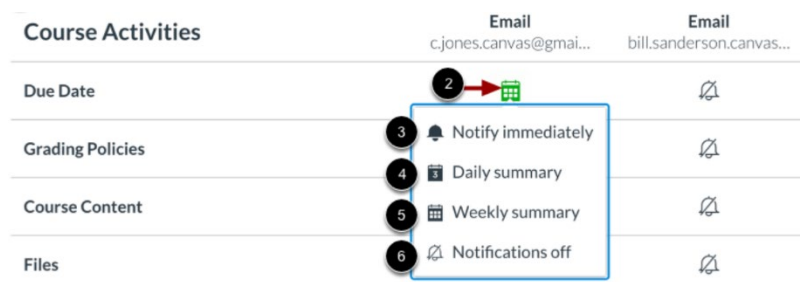 Course Activities
Email
c.jones.canvas@gmai...
Email
bill.sanderson.canvas...
Due Date
2
3 Notify immediately
Grading Policies
4 3 Daily summary
Course Content
5 Weekly summary
6 Notifications off
Files